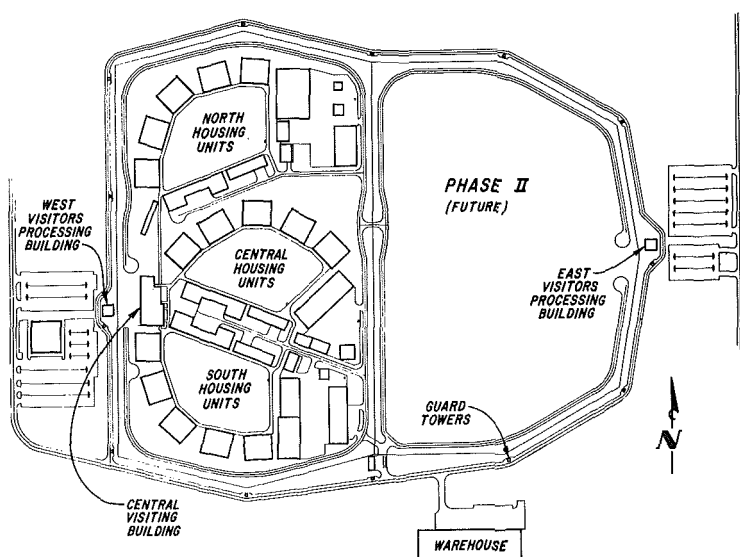 NORTH
HOUSING
UNITS
PHASE II
(FUTURE)
WEST
VISITORS
PROCESSING
BUILDING
CENTRAL
HOUSING
UNITS
EAST
VISITORS
PROCESSING
BUILDING
SOUTH
HOUSING
UNITS
GUARD
TOWERS
N
CENTRAL
VISITING
BUILDING
WAREHOUSE